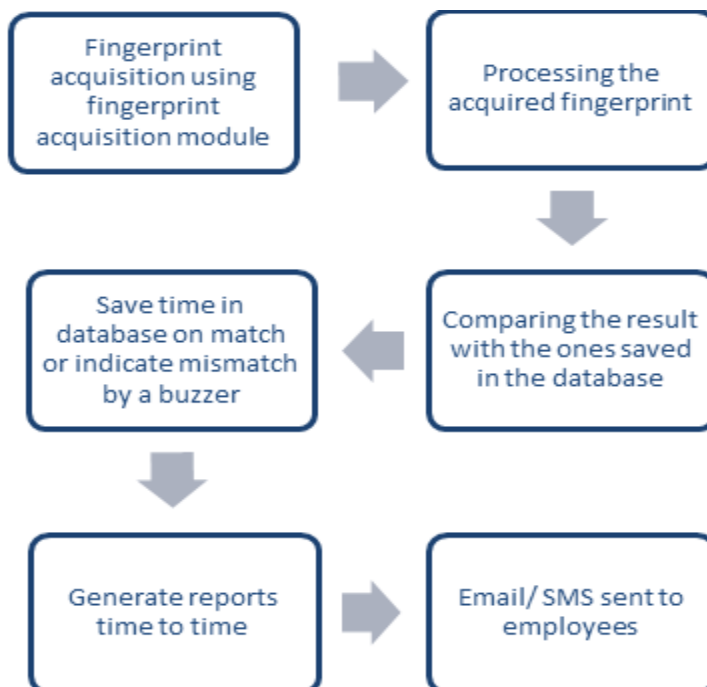 Fingerprint
acquisition using
fingerprint
acquisition module
Processing the
acquired fingerprint
Comparing the result
with the ones saved
in the database
Save time in
database on match
or indicate mismatch
by a buzzer
Generate reports
time to time
Email/ SMS sent to
employees